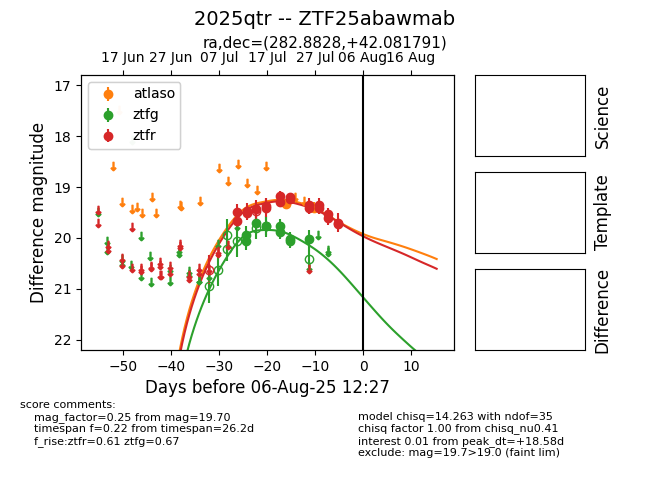 2025qtr -- ZTF25abawmab
ra,dec=(282.8828,+42.081791)
17 Jun 27 Jun 07 Jul 17 Jul 27 Jul 06 Aug 16 Aug
atlaso
ztfg
ztfr
17
18
19
20
21
22
Difference magnitude
−50 −40 −30 −20 −10 0 10
Days before 06-Aug-25 12:27
Science
Template
Difference
score comments:
mag_factor=0.25 from mag=19.70
timespan f=0.22 from timespan=26.2d
f_rise:ztfr=0.61 ztfg=0.67
model chisq=14.263 with ndof=35
chisq factor 1.00 from chisq_nu0.41
interest 0.01 from peak_dt=+18.58d
exclude: mag=19.7>19.0 (faint lim)